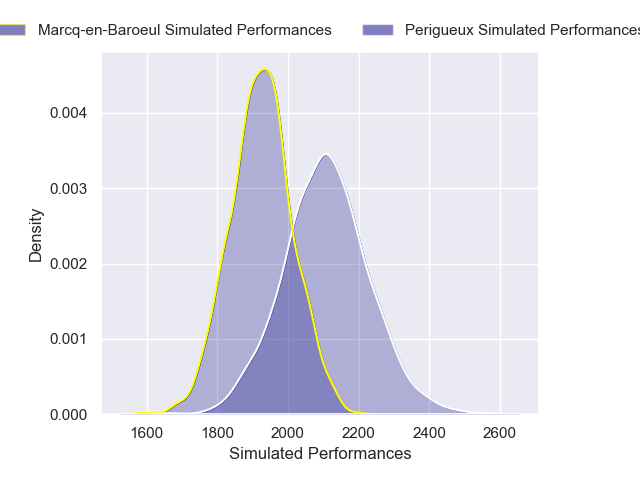 Marcq-en-Baroeul Simulated Performances Perigueux Simulated Performances
0.004
0.003
Density
0.002
0.001
0.000
1600 1800 2000 2200 2400 2600
Simulated Performances